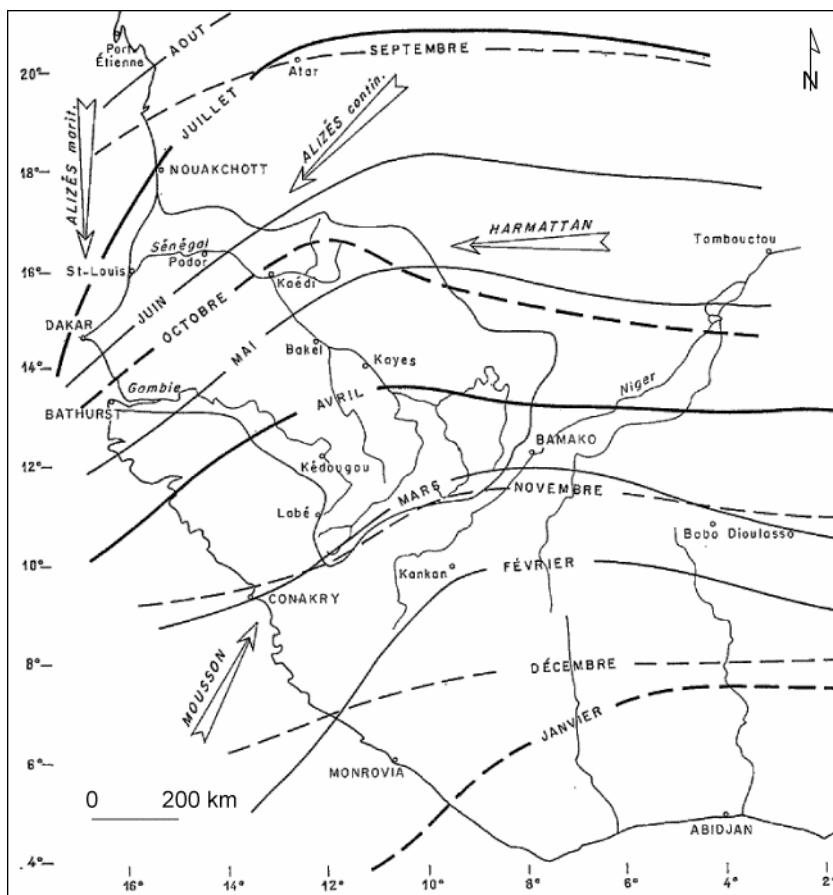 Port
Étienne
AOUT
SEPTEMBRE
N
20°
Atar
ALIZÉS marit.
JUILLET
ALIZÉS contin.
18°
NOUAKCHOTT
HARMATTAN
Tombouctou
Sénégal
Podor
16°
St-Louis
Kaédi
JUIN
OCTOBRE
DAKAR
MAI
Bakél
Kayes
14°
Gambie
AVRIL
Niger
BATHURST
BAMAKO
12°
Kédougou
MARS
NOVEMBRE
Labé
Bobo Dioulasso
10°
Kankan
FÉVRIER
CONAKRY
8°
MOUSSON
DÉCEMBRE
JANVIER
6°
MONROVIA
0 200 km
ABIDJAN
4°
16° 14° 12° 10° 8° 6° 4° 2°